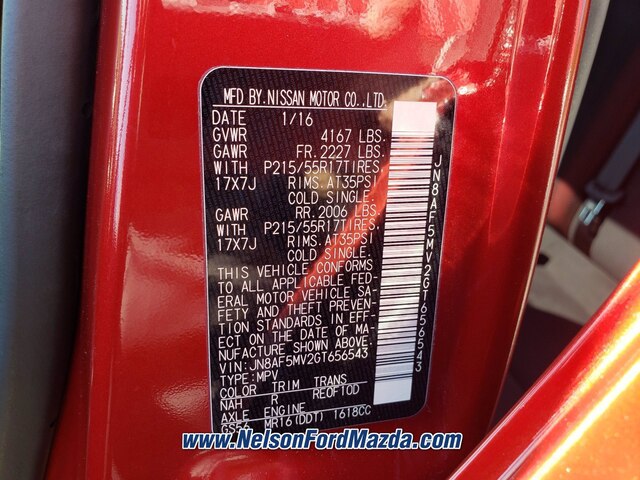 MFD BY.NISSAN MOTOR CO.,LTD.
DATE 1/16
GVWR 4167 LBS.
GAWR FR.2227 LBS.
WITH P215/55R17TIRES,
17X7J RIMS.AT35PSI
COLD SINGLE.
GAWR RR.2006 LBS.
WITH P215/55R17TIRES,
17X7J RIMS.AT35PSI
COLD SINGLE.
THIS VEHICLE CONFORMS
TO ALL APPLICABLE FED-
ERAL MOTOR VEHICLE SA-
FETY AND THEFT PREVEN-
TION STANDARDS IN EFF-
ECT ON THE DATE OF MA-
NUFACTURE SHOWN ABOVE.
VIN:JN8AF5MV2GT656543
TYPE:MPV
COLOR TRIM TRANS
NAH R RE0F10D
AXLE ENGINE
GS56 MR16(DDT) 1618CC
JN8AF5MV2GT656543
www.NelsonFordMazda.com